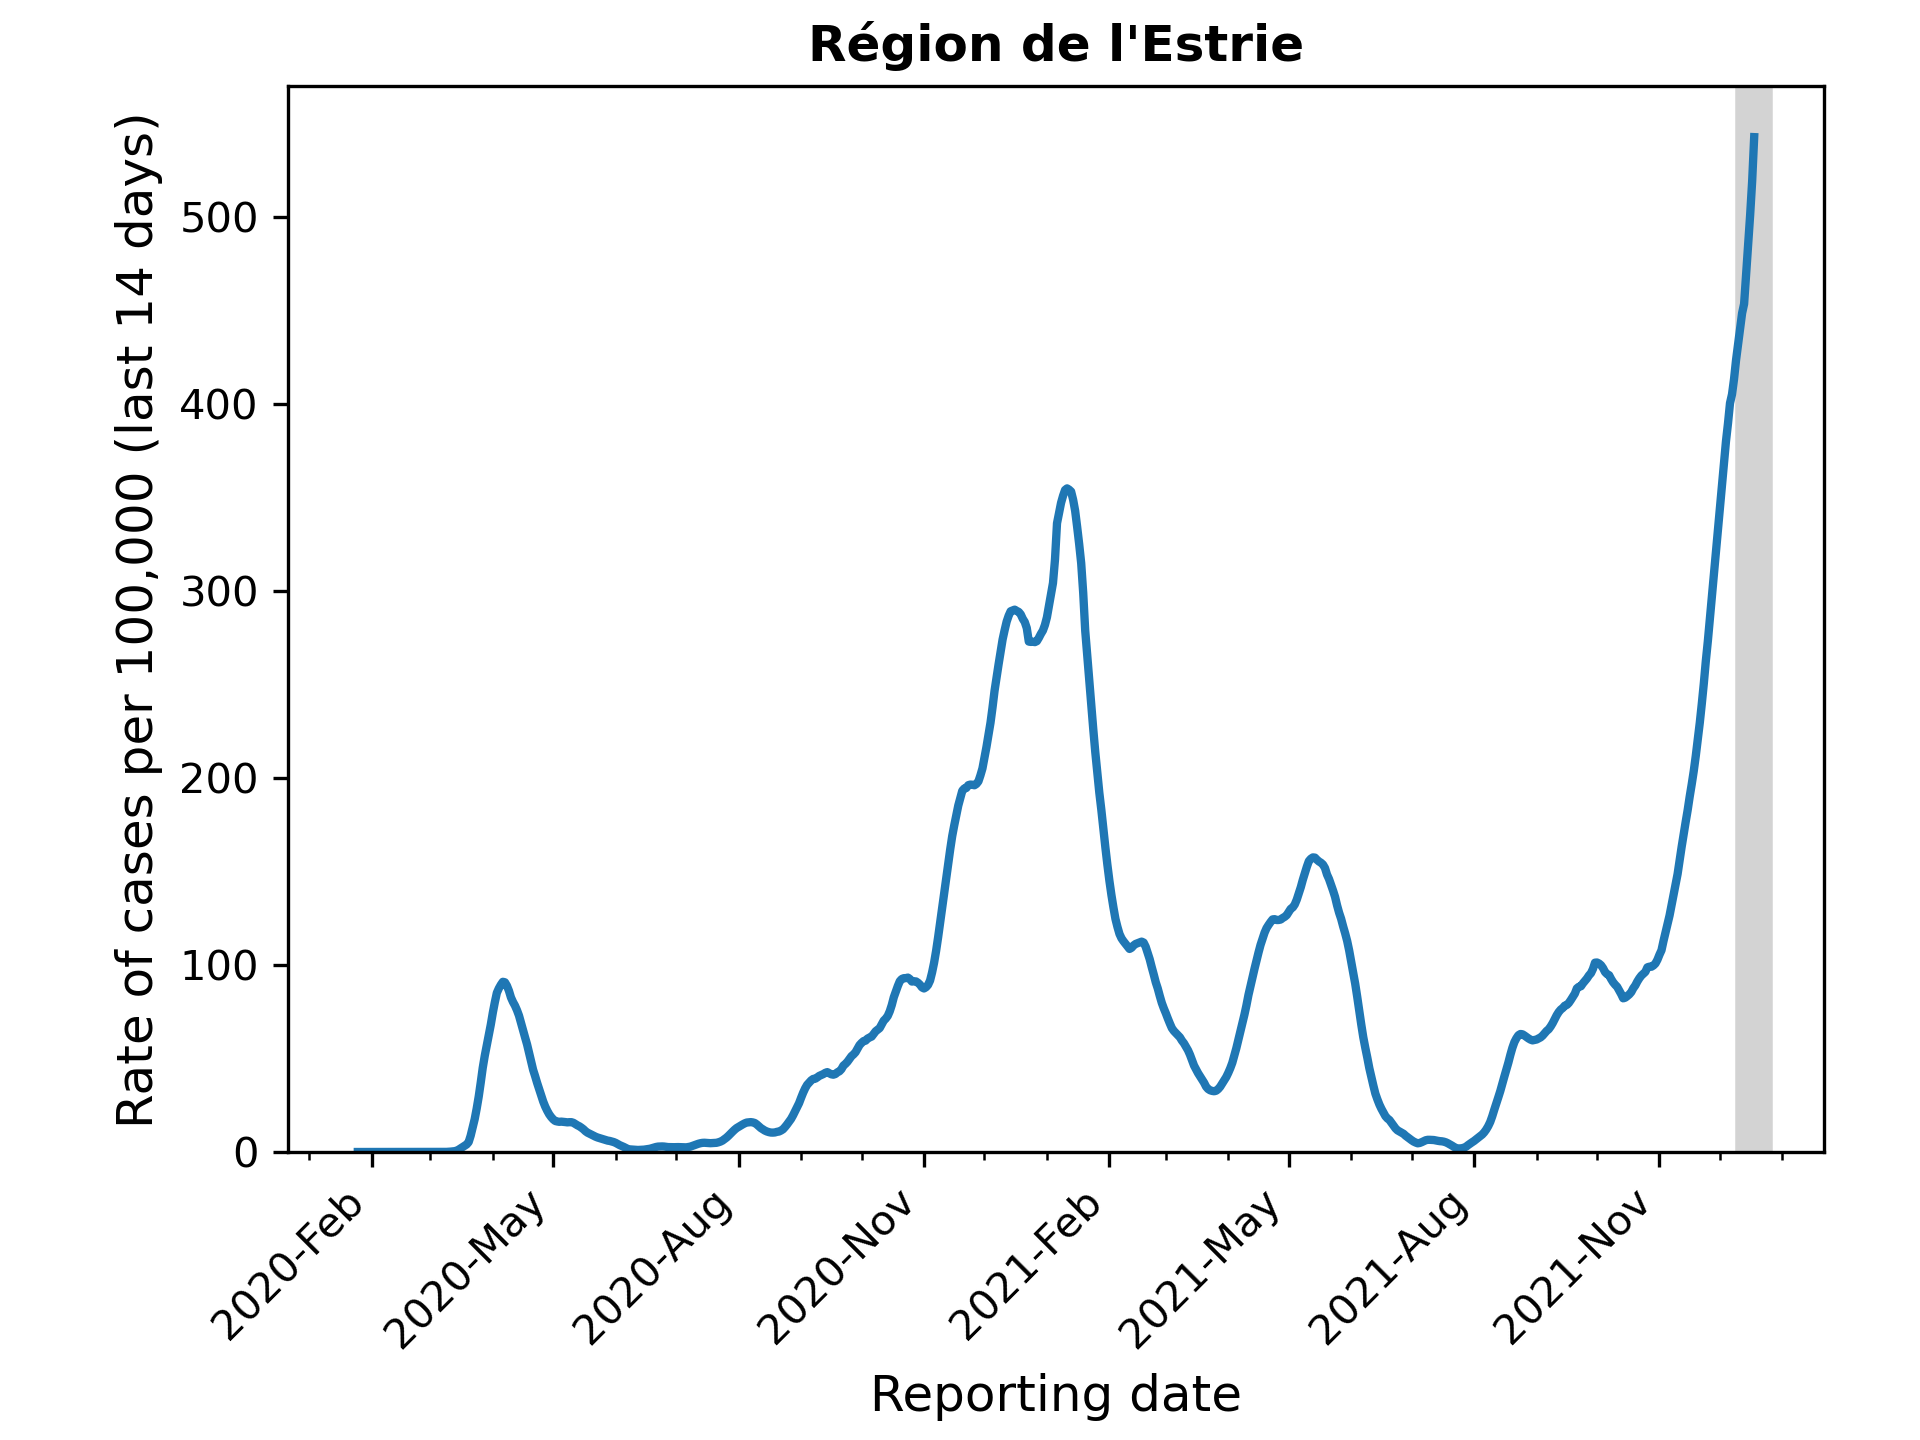 Région de l'Estrie
Rate of cases per 100,000 (last 14 days)
500
400
300
200
100
0
2020-Feb
2020-May
2020-Aug
2020-Nov
2021-Feb
2021-May
2021-Aug
2021-Nov
Reporting date